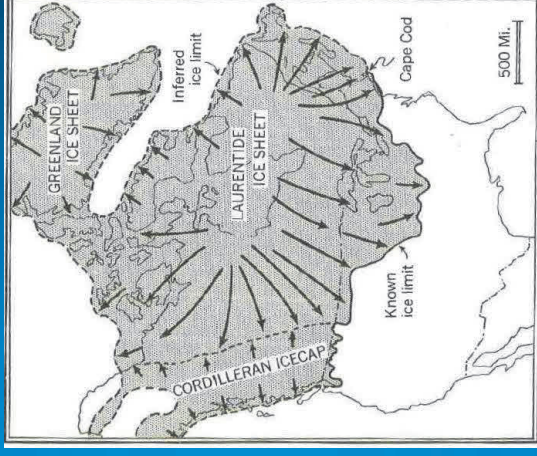 GREENLAND
ICE SHEET
Inferred
ice limit
LAURENTIDE
ICE SHEET
Cape Cod
500 Mi.
Known
ice limit
CORDILLERAN ICECAP